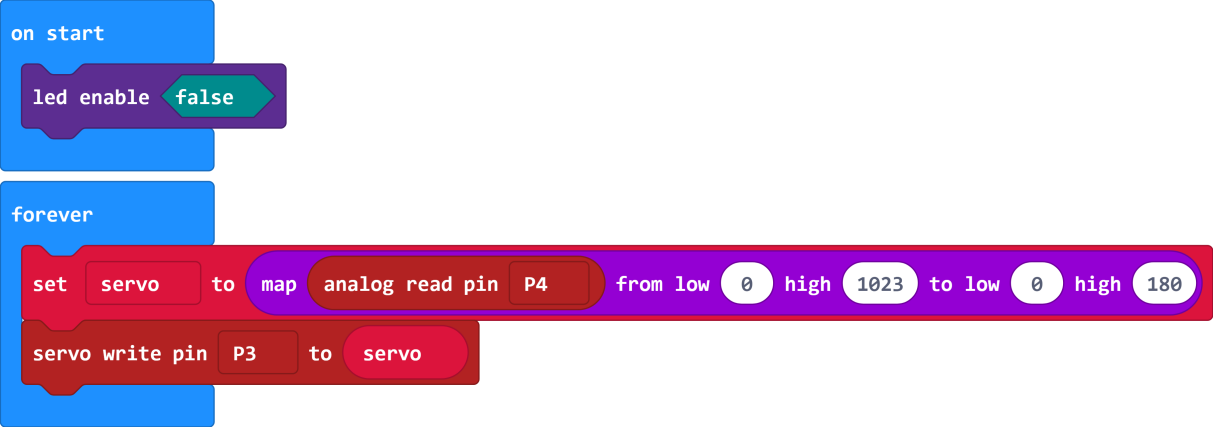 on start
led enable false
forever
set servo to map analog read pin P4 from low 0 high 1023 to low 0 high 180
servo write pin P3 to servo